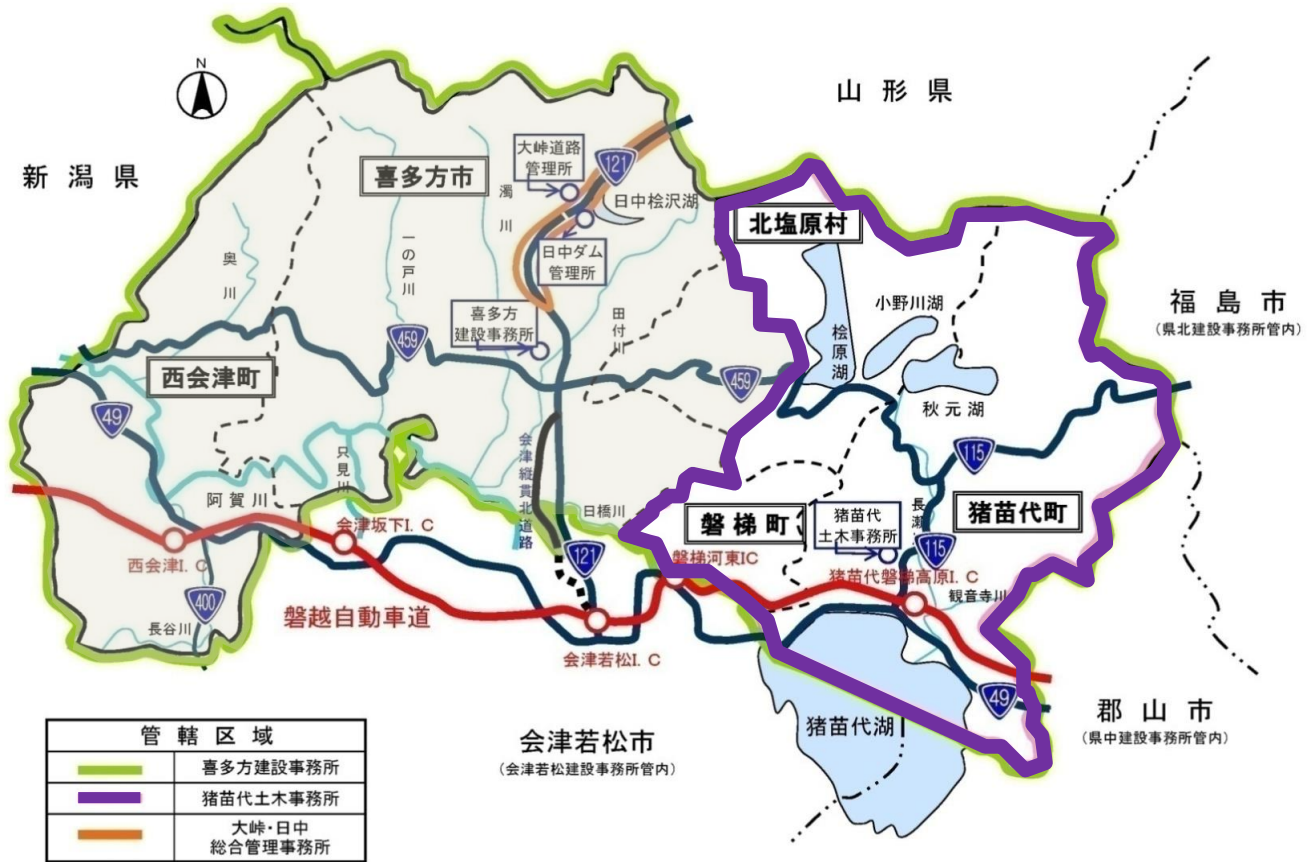 N
山形県
新潟県
大峠道路
管理所
121
喜多方市
濁川
日中桧沢湖
北塩原村
日中ダム
管理所
奥川
一の戸川
小野川湖
福島市
(県北建設事務所管内)
喜多方
建設事務所
田付川
桧原湖
459
西会津町
459
秋元湖
49
会津縦貫北道路
只見川
115
阿賀川
日橋川
磐梯町
猪苗代
土木事務所
長瀬
猪苗代町
会津坂下I.C
西会津I.C
121
磐梯河東IC
115
猪苗代磐梯高原I.C
観音寺川
400
長谷川
磐越自動車道
会津若松I.C
49
猪苗代湖
郡山市
(県中建設事務所管内)
会津若松市
(会津若松建設事務所管内)
管轄区域
喜多方建設事務所
猪苗代土木事務所
大峠・日中
総合管理事務所